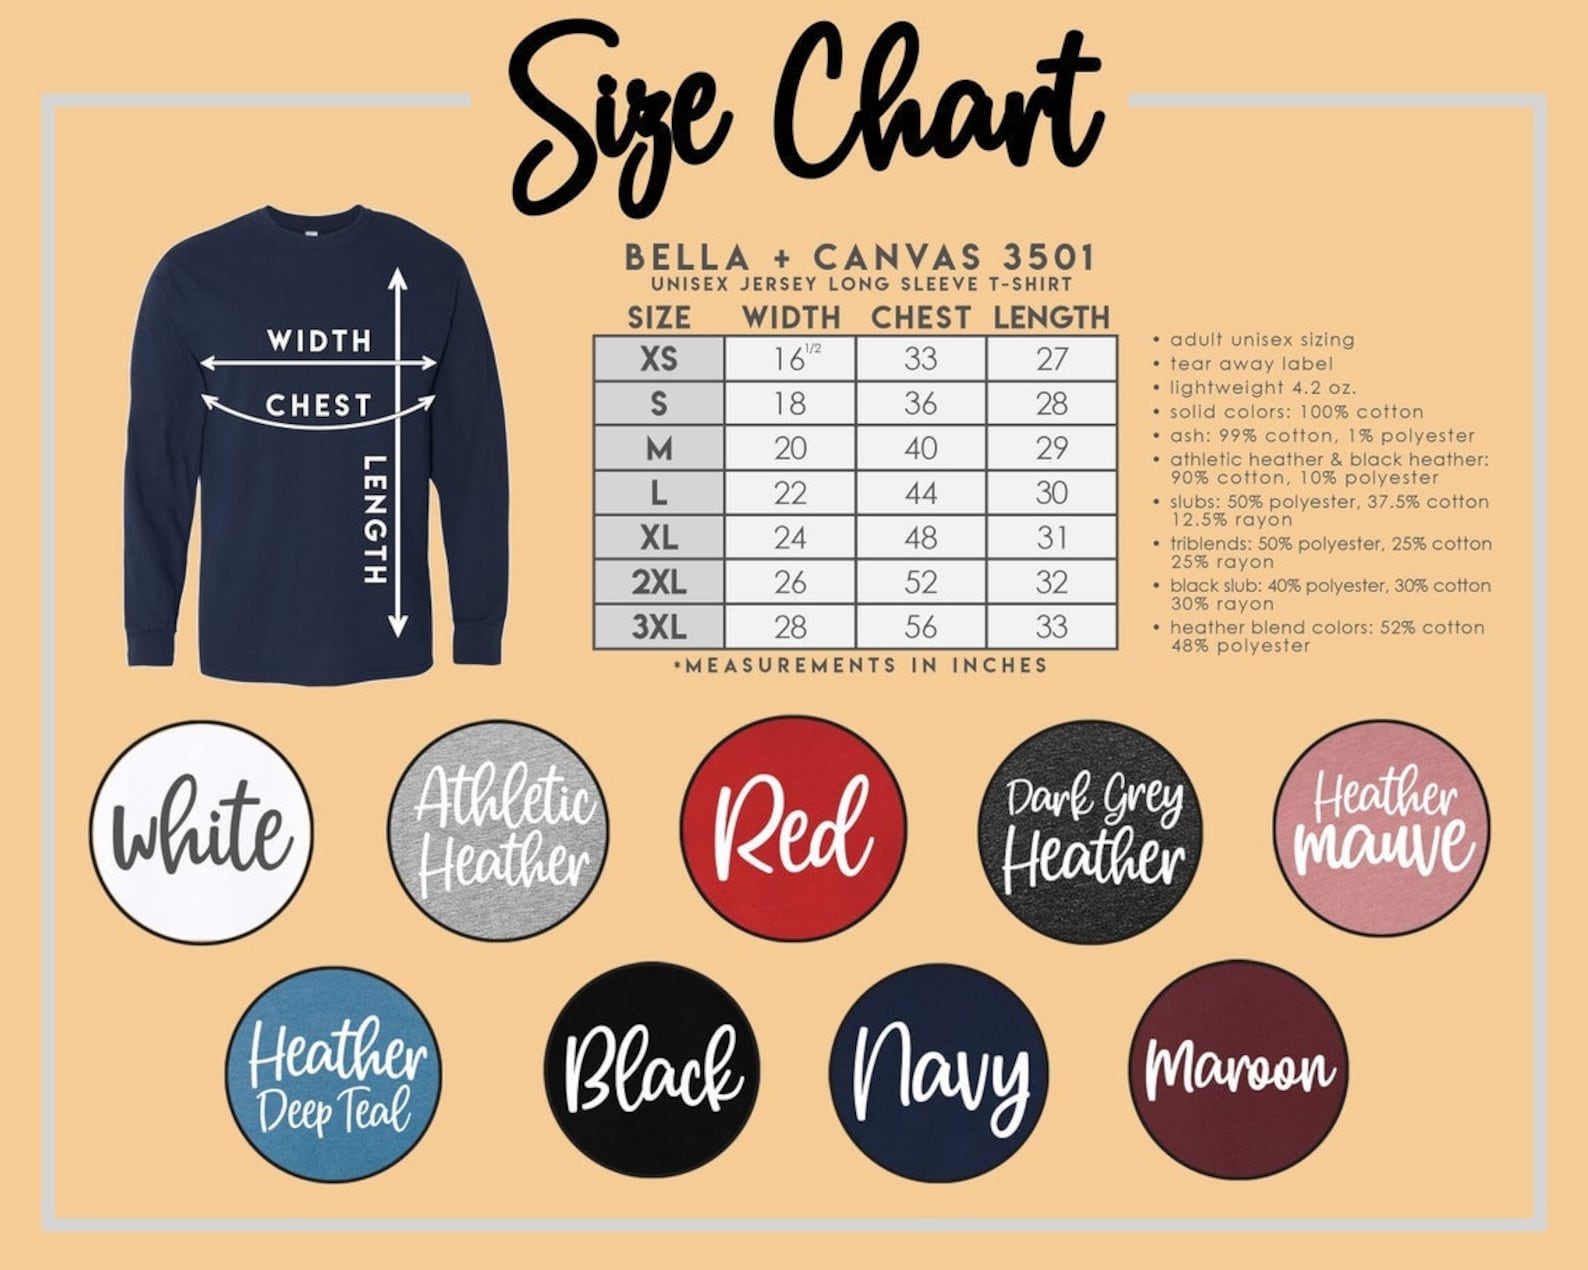 Size Chart
BELLA + CANVAS 3501
UNISEX JERSEY LONG SLEEVE T-SHIRT
SIZE WIDTH CHEST LENGTH
XS 16 1/2 33 27
S 18 36 28
M 20 40 29
L 22 44 30
XL 24 48 31
2XL 26 52 32
3XL 28 56 33
*MEASUREMENTS IN INCHES
WIDTH
CHEST
LENGTH
• adult unisex sizing
• tear away label
• lightweight 4.2 oz.
• solid colors: 100% cotton
• ash: 99% cotton, 1% polyester
• athletic heather & black heather:
90% cotton, 10% polyester
• slubs: 50% polyester, 37.5% cotton
12.5% rayon
• triblends: 50% polyester, 25% cotton
25% rayon
• black slub: 40% polyester, 30% cotton
30% rayon
• heather blend colors: 52% cotton
48% polyester
White
Athletic
Heather
Red
Dark Grey
Heather
Heather
mauve
Heather
Deep Teal
Black
Navy
Maroon